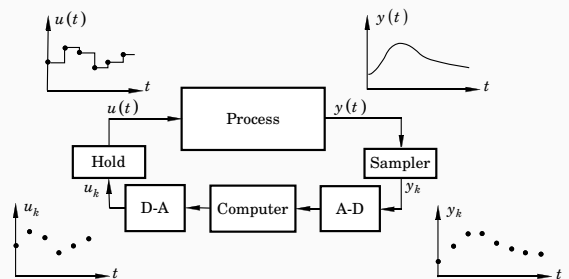 u(t)
t
y(t)
t
u(t)
Process
y(t)
Hold
Sampler
u_k
y_k
D-A
Computer
A-D
u_k
t
y_k
t